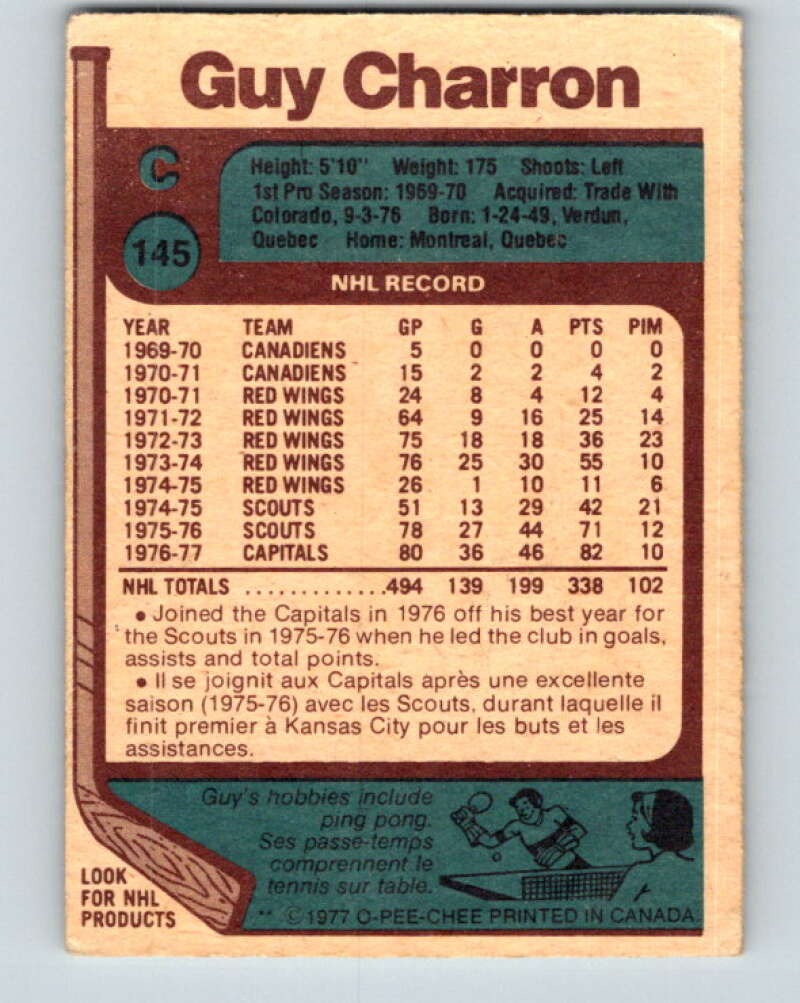 Guy Charron
C
Height: 5'10" Weight: 175 Shoots: Left
1st Pro Season: 1969-70 Acquired: Trade With
Colorado, 9-3-76 Born: 1-24-49, Verdun,
Quebec Home: Montreal, Quebec
145
NHL RECORD
YEAR TEAM GP G A PTS PIM
1969-70 CANADIENS 5 0 0 0 0
1970-71 CANADIENS 15 2 2 4 2
1970-71 RED WINGS 24 8 4 12 4
1971-72 RED WINGS 64 9 16 25 14
1972-73 RED WINGS 75 18 18 36 23
1973-74 RED WINGS 76 25 30 55 10
1974-75 RED WINGS 26 1 10 11 6
1974-75 SCOUTS 51 13 29 42 21
1975-76 SCOUTS 78 27 44 71 12
1976-77 CAPITALS 80 36 46 82 10
NHL TOTALS .............494 139 199 338 102
• Joined the Capitals in 1976 off his best year for
the Scouts in 1975-76 when he led the club in goals,
assists and total points.
• Il se joignit aux Capitals après une excellente
saison (1975-76) avec les Scouts, durant laquelle il
finit premier à Kansas City pour les buts et les
assistances.
Guy's hobbies include
ping pong.
Ses passe-temps
comprennent le
tennis sur table.
LOOK
FOR NHL
PRODUCTS
** © 1977 O-PEE-CHEE PRINTED IN CANADA